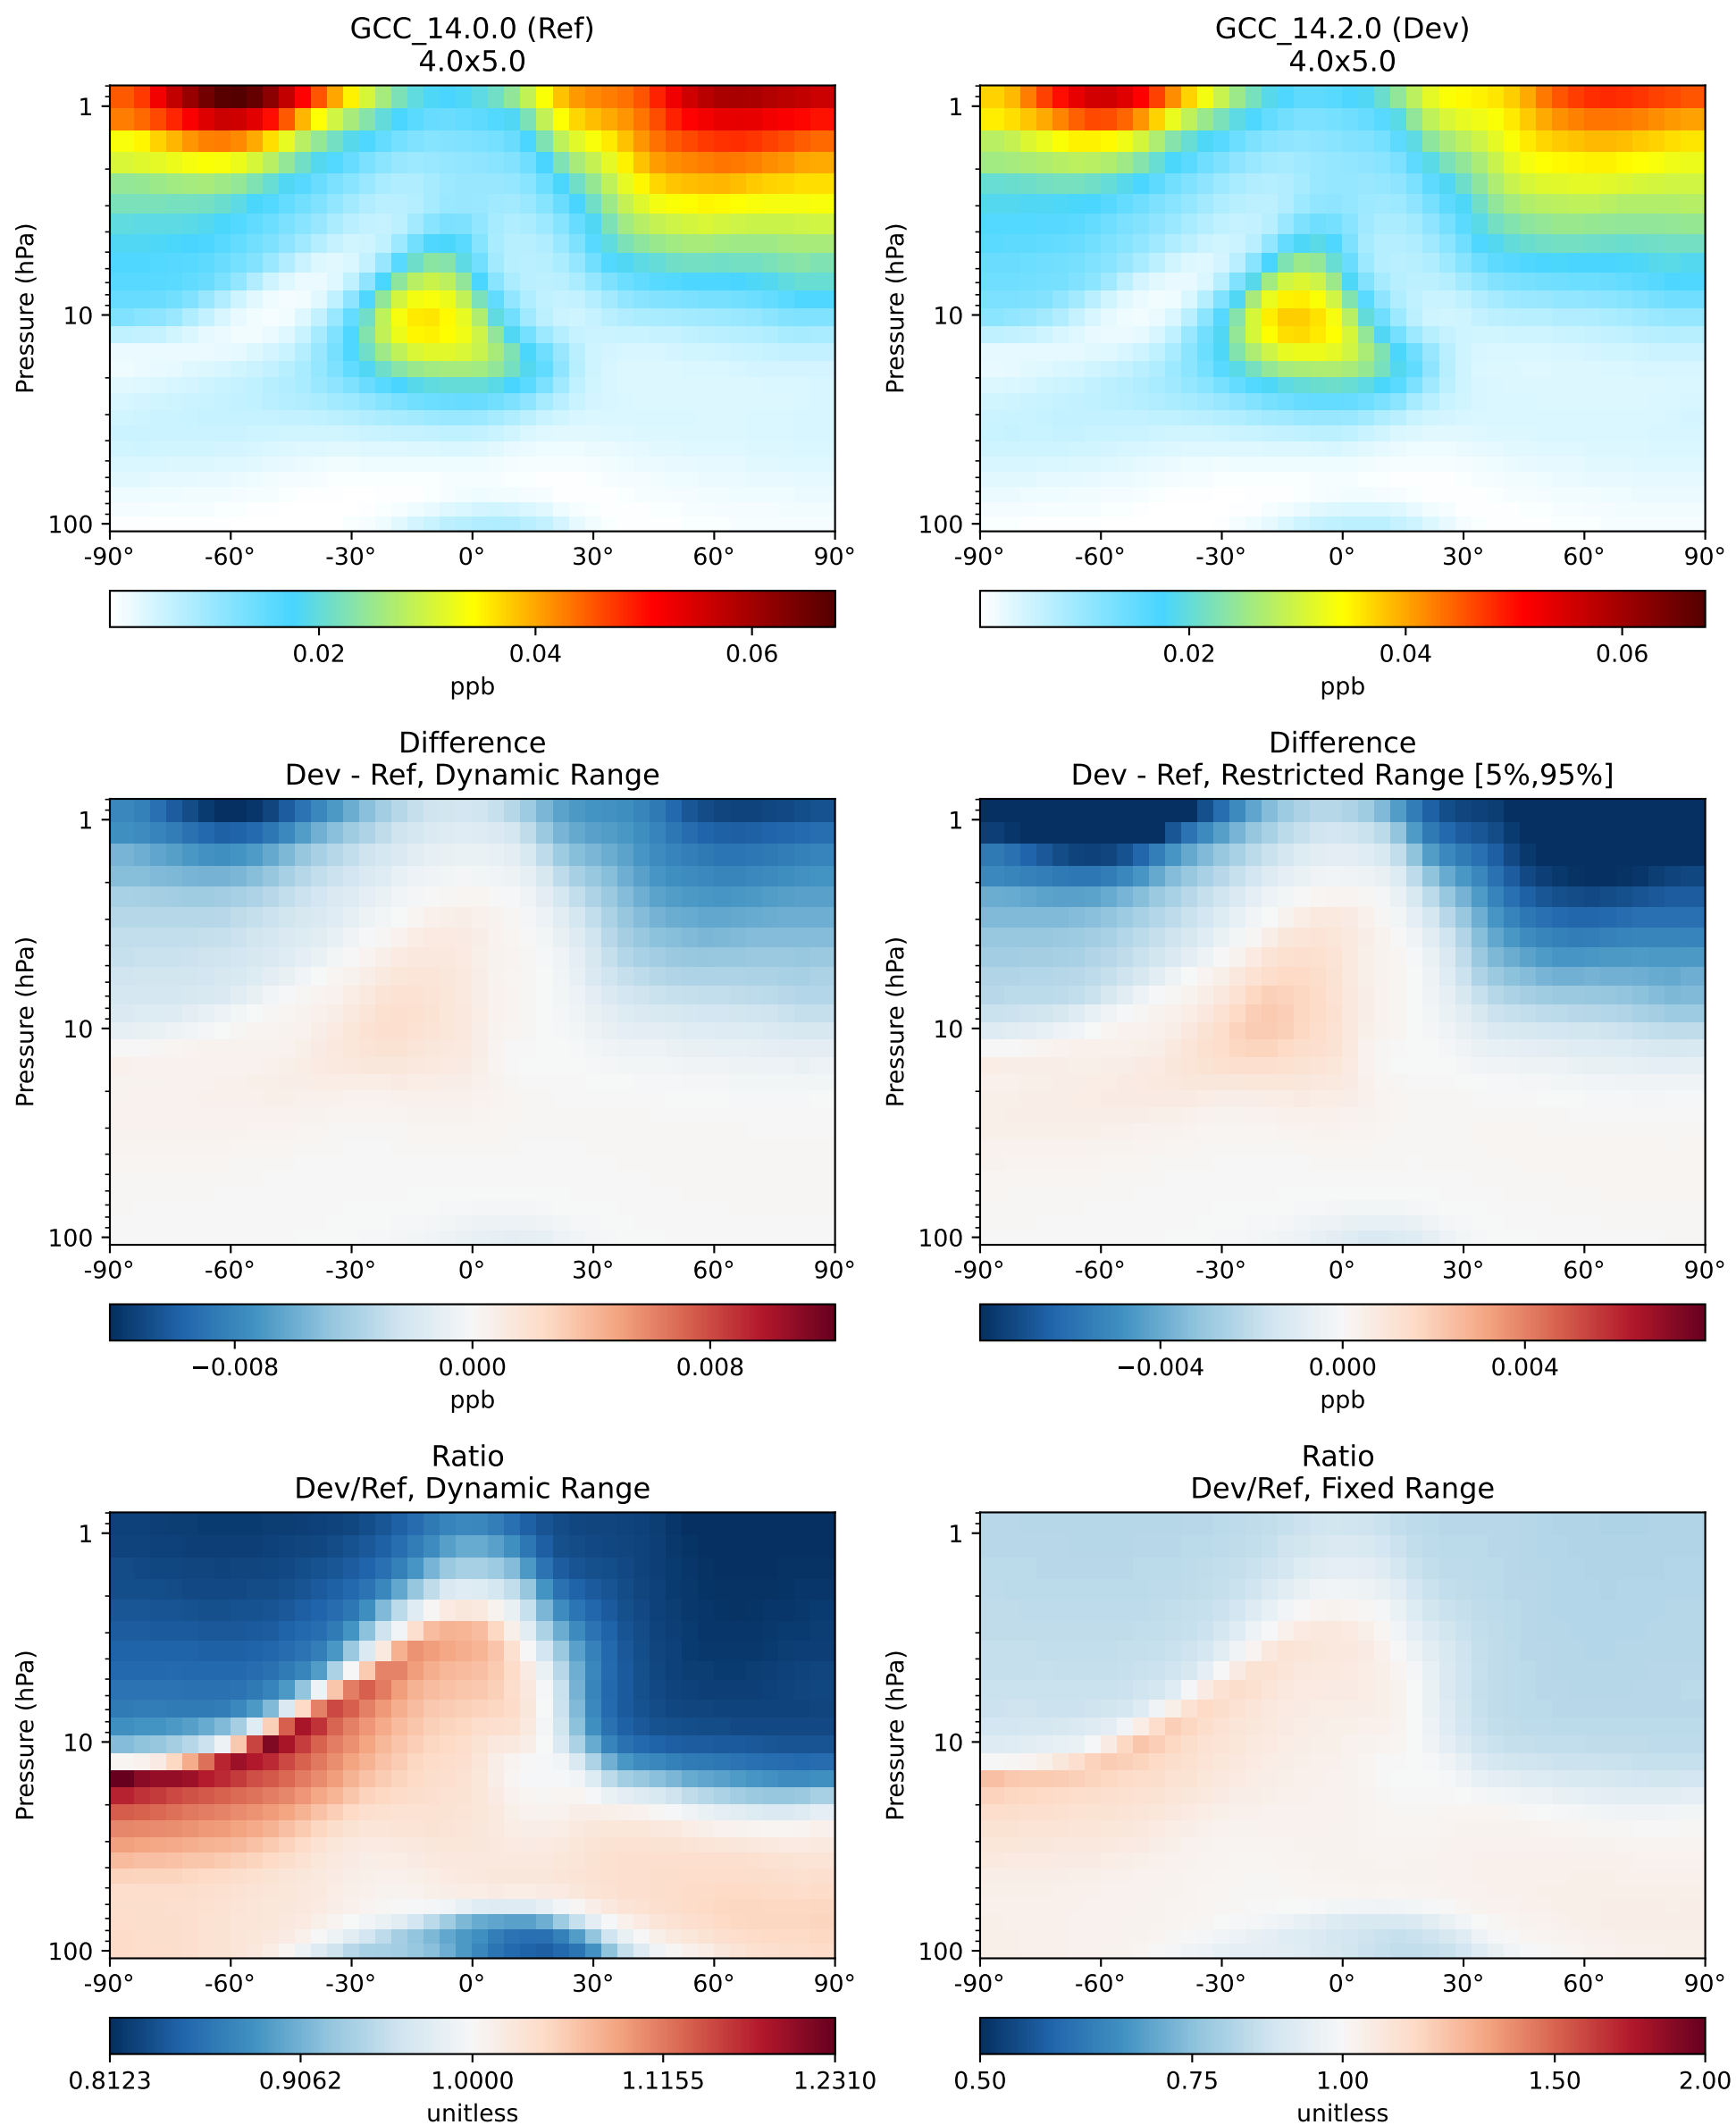 GCC_14.0.0 (Ref)
4.0x5.0
Pressure (hPa)
1
10
100
-90° -60° -30° 0° 30° 60° 90°
0.02 0.04 0.06
ppb
GCC_14.2.0 (Dev)
4.0x5.0
Pressure (hPa)
1
10
100
-90° -60° -30° 0° 30° 60° 90°
0.02 0.04 0.06
ppb
Difference
Dev - Ref, Dynamic Range
Pressure (hPa)
1
10
100
-90° -60° -30° 0° 30° 60° 90°
−0.008 0.000 0.008
ppb
Difference
Dev - Ref, Restricted Range [5%,95%]
Pressure (hPa)
1
10
100
-90° -60° -30° 0° 30° 60° 90°
−0.004 0.000 0.004
ppb
Ratio
Dev/Ref, Dynamic Range
Pressure (hPa)
1
10
100
-90° -60° -30° 0° 30° 60° 90°
0.8123 0.9062 1.0000 1.1155 1.2310
unitless
Ratio
Dev/Ref, Fixed Range
Pressure (hPa)
1
10
100
-90° -60° -30° 0° 30° 60° 90°
0.50 0.75 1.00 1.50 2.00
unitless